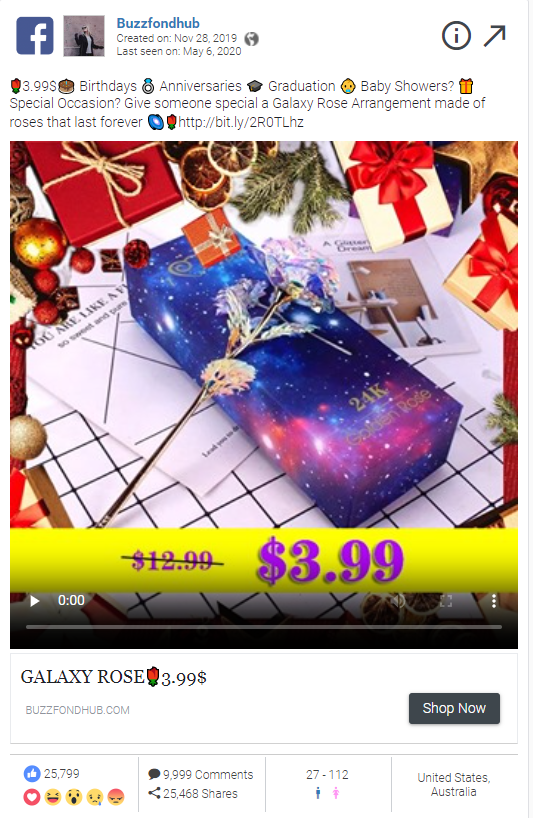 Buzzfondhub
Created on: Nov 28, 2019
Last seen on: May 6, 2020
🌹3.99$🎂 Birthdays 💍 Anniversaries 🎓 Graduation 👶 Baby Showers? 🎁
Special Occasion? Give someone special a Galaxy Rose Arrangement made of
roses that last forever 🌌🌹http://bit.ly/2R0TLhz
YOU ARE LIKE A
so sweet and
A Glitter
Dream
Lead you to
24K
Golden Rose
$12.99 $3.99
0:00
GALAXY ROSE🌹3.99$
BUZZFONDHUB.COM
Shop Now
25,799
9,999 Comments
25,468 Shares
27 - 112
United States,
Australia